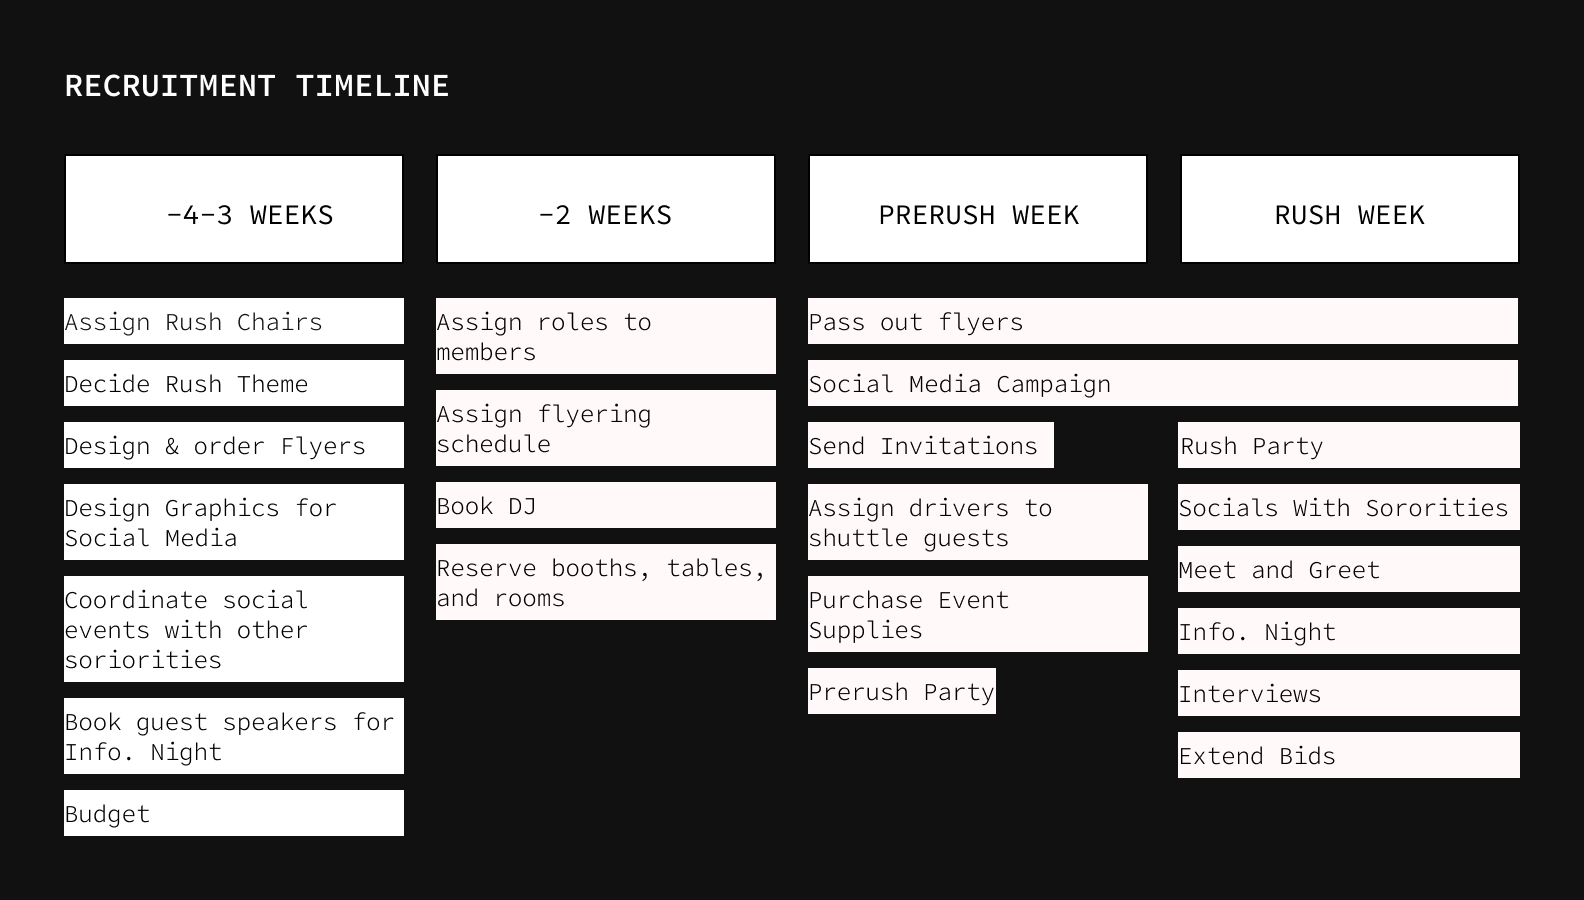 RECRUITMENT TIMELINE
-4-3 WEEKS
-2 WEEKS
PRERUSH WEEK
RUSH WEEK
Assign Rush Chairs
Decide Rush Theme
Design & order Flyers
Design Graphics for
Social Media
Coordinate social
events with other
soriorities
Book guest speakers for
Info. Night
Budget
Assign roles to
members
Assign flyering
schedule
Book DJ
Reserve booths, tables,
and rooms
Pass out flyers
Social Media Campaign
Send Invitations
Assign drivers to
shuttle guests
Purchase Event
Supplies
Prerush Party
Rush Party
Socials With Sororities
Meet and Greet
Info. Night
Interviews
Extend Bids